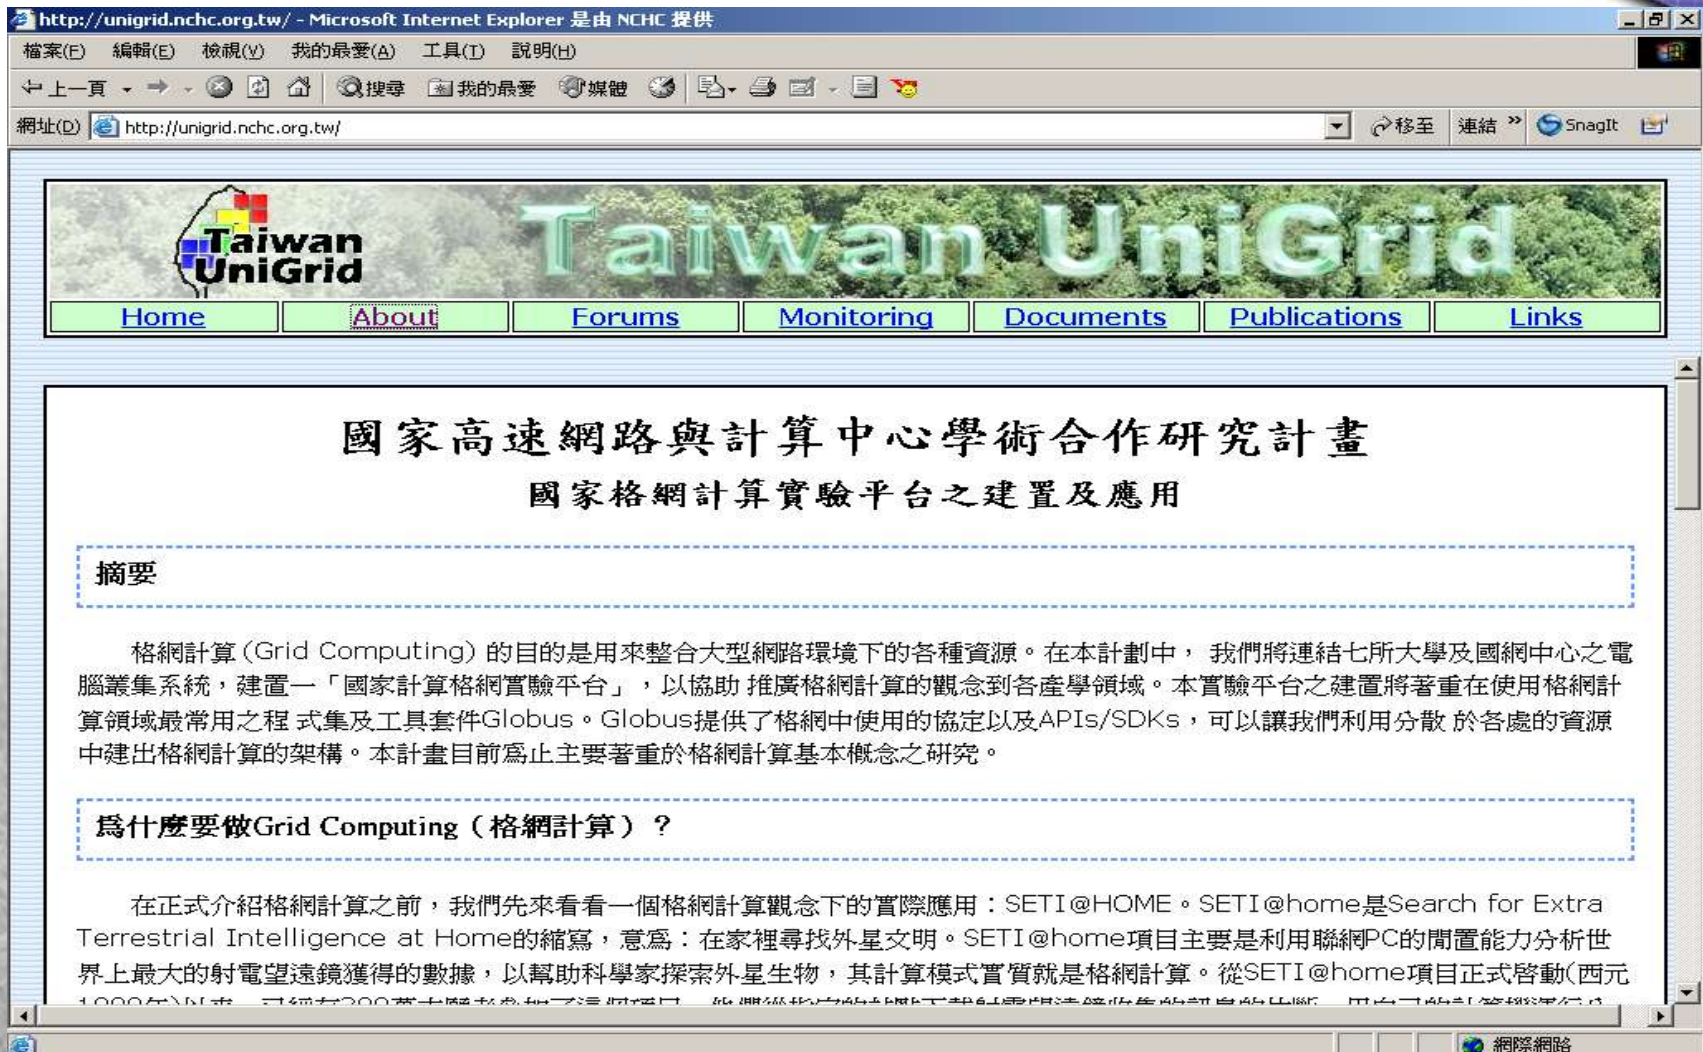 http://unigrid.nchc.org.tw/ - Microsoft Internet Explorer 是由 NCHC 提供
檔案(F) 編輯(E) 檢視(V) 我的最愛(A) 工具(T) 說明(H)
上一頁 搜尋 我的最愛 媒體
網址(D) http://unigrid.nchc.org.tw/ 移至 連結 » SnagIt
Taiwan UniGrid
Taiwan UniGrid
Home About Forums Monitoring Documents Publications Links
國家高速網路與計算中心學術合作研究計畫
國家格網計算實驗平台之建置及應用
摘要
格網計算 (Grid Computing) 的目的是用來整合大型網路環境下的各種資源。在本計劃中， 我們將連結七所大學及國網中心之電
腦叢集系統，建置一「國家計算格網實驗平台」，以協助 推廣格網計算的觀念到各產學領域。本實驗平台之建置將著重在使用格網計
算領域最常用之程 式集及工具套件Globus。Globus提供了格網中使用的協定以及APIs/SDKs，可以讓我們利用分散 於各處的資源
中建出格網計算的架構。本計畫目前為止主要著重於格網計算基本概念之研究。
為什麼要做Grid Computing（格網計算）？
在正式介紹格網計算之前，我們先來看看一個格網計算觀念下的實際應用：SETI@HOME。SETI@home是Search for Extra
Terrestrial Intelligence at Home的縮寫，意為：在家裡尋找外星文明。SETI@home項目主要是利用聯網PC的閒置能力分析世
界上最大的射電望遠鏡獲得的數據，以幫助科學家探索外星生物，其計算模式實質就是格網計算。從SETI@home項目正式啓動(西元
網際網路